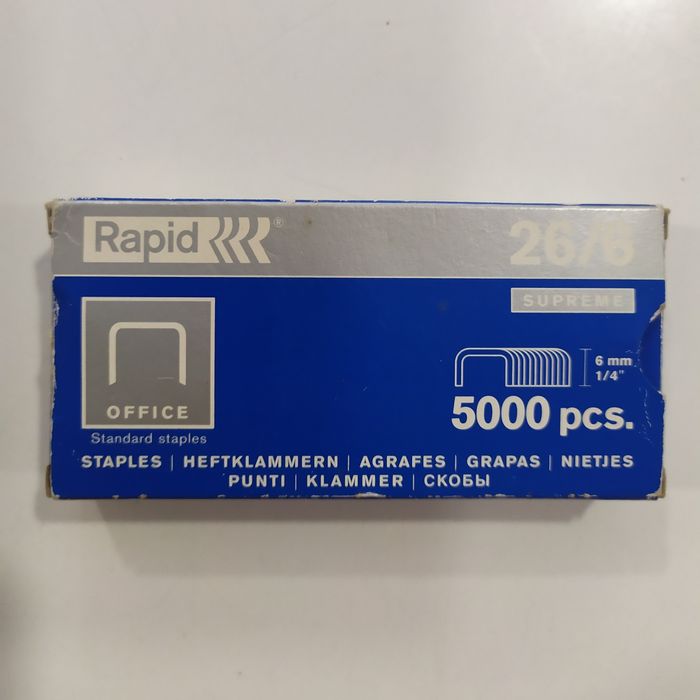 Rapid ®
26/6
SUPREME
6 mm
1/4"
5000 pcs.
OFFICE
Standard staples
STAPLES | HEFTKLAMMERN | AGRAFES | GRAPAS | NIETJES
PUNTI | KLAMMER | СКОБЫ